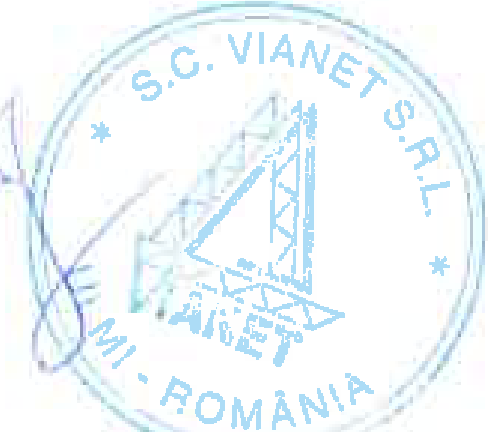 * S.C. VIANET S.R.L. *
MI - ROMÂNIA